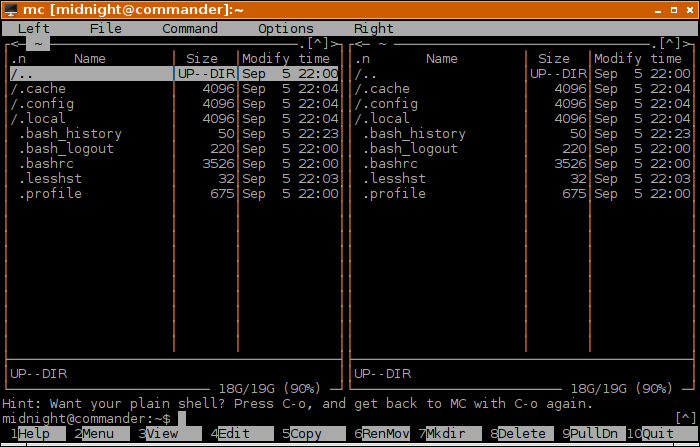 mc [midnight@commander]:~
Left File Command Options Right
<- ~ .[^]> <- ~ .[^]>
.n Name Size Modify time .n Name Size Modify time
/.. UP--DIR Sep 5 22:00 /.. UP--DIR Sep 5 22:00
/.cache 4096 Sep 5 22:04 /.cache 4096 Sep 5 22:04
/.config 4096 Sep 5 22:04 /.config 4096 Sep 5 22:04
/.local 4096 Sep 5 22:04 /.local 4096 Sep 5 22:04
.bash_history 50 Sep 5 22:23 .bash_history 50 Sep 5 22:23
.bash_logout 220 Sep 5 22:00 .bash_logout 220 Sep 5 22:00
.bashrc 3526 Sep 5 22:00 .bashrc 3526 Sep 5 22:00
.lesshst 32 Sep 5 22:03 .lesshst 32 Sep 5 22:03
.profile 675 Sep 5 22:00 .profile 675 Sep 5 22:00
UP--DIR UP--DIR
18G/19G (90%) 18G/19G (90%)
Hint: Want your plain shell? Press C-o, and get back to MC with C-o again.
midnight@commander:~$ [^]
1Help 2Menu 3View 4Edit 5Copy 6RenMov 7Mkdir 8Delete 9PullDn 10Quit